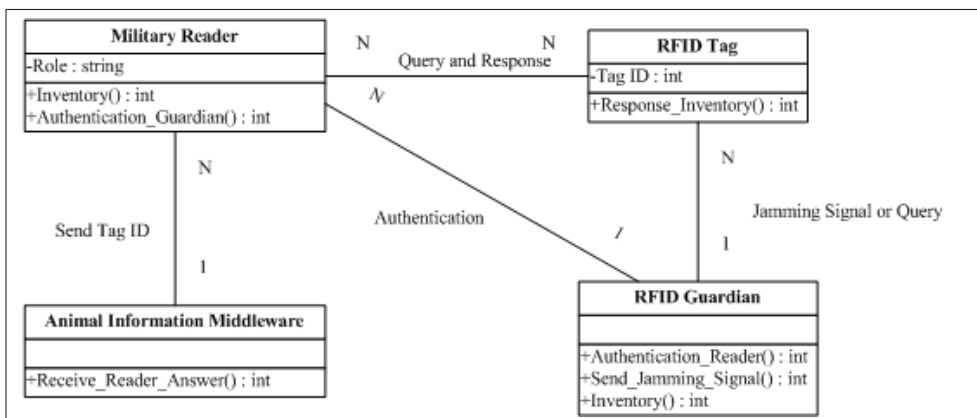 Military Reader
-Role : string
+Inventory() : int
+Authentication_Guardian() : int
N
N
Query and Response
RFID Tag
-Tag ID : int
+Response_Inventory() : int
N
N
Send Tag ID
1
Authentication
1
N
Jamming Signal or Query
1
Animal Information Middleware
+Receive_Reader_Answer() : int
RFID Guardian
+Authentication_Reader() : int
+Send_Jamming_Signal() : int
+Inventory() : int